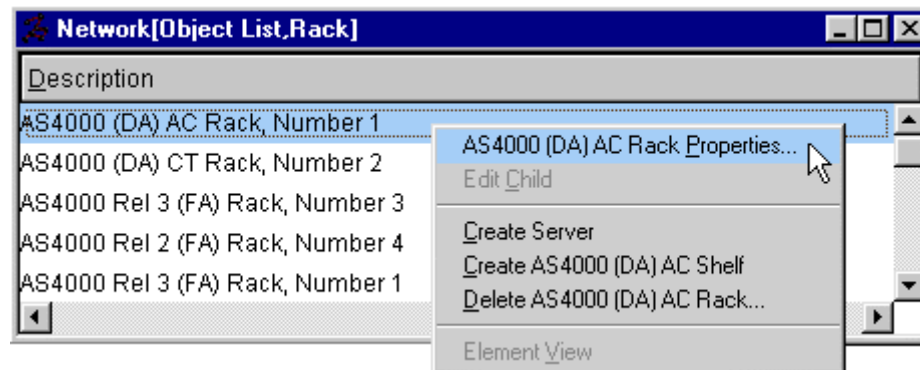 Network[Object List,Rack]
Description
AS4000 (DA) AC Rack, Number 1
AS4000 (DA) CT Rack, Number 2
AS4000 Rel 3 (FA) Rack, Number 3
AS4000 Rel 2 (FA) Rack, Number 4
AS4000 Rel 3 (FA) Rack, Number 1
AS4000 (DA) AC Rack Properties...
Edit Child
Create Server
Create AS4000 (DA) AC Shelf
Delete AS4000 (DA) AC Rack...
Element View